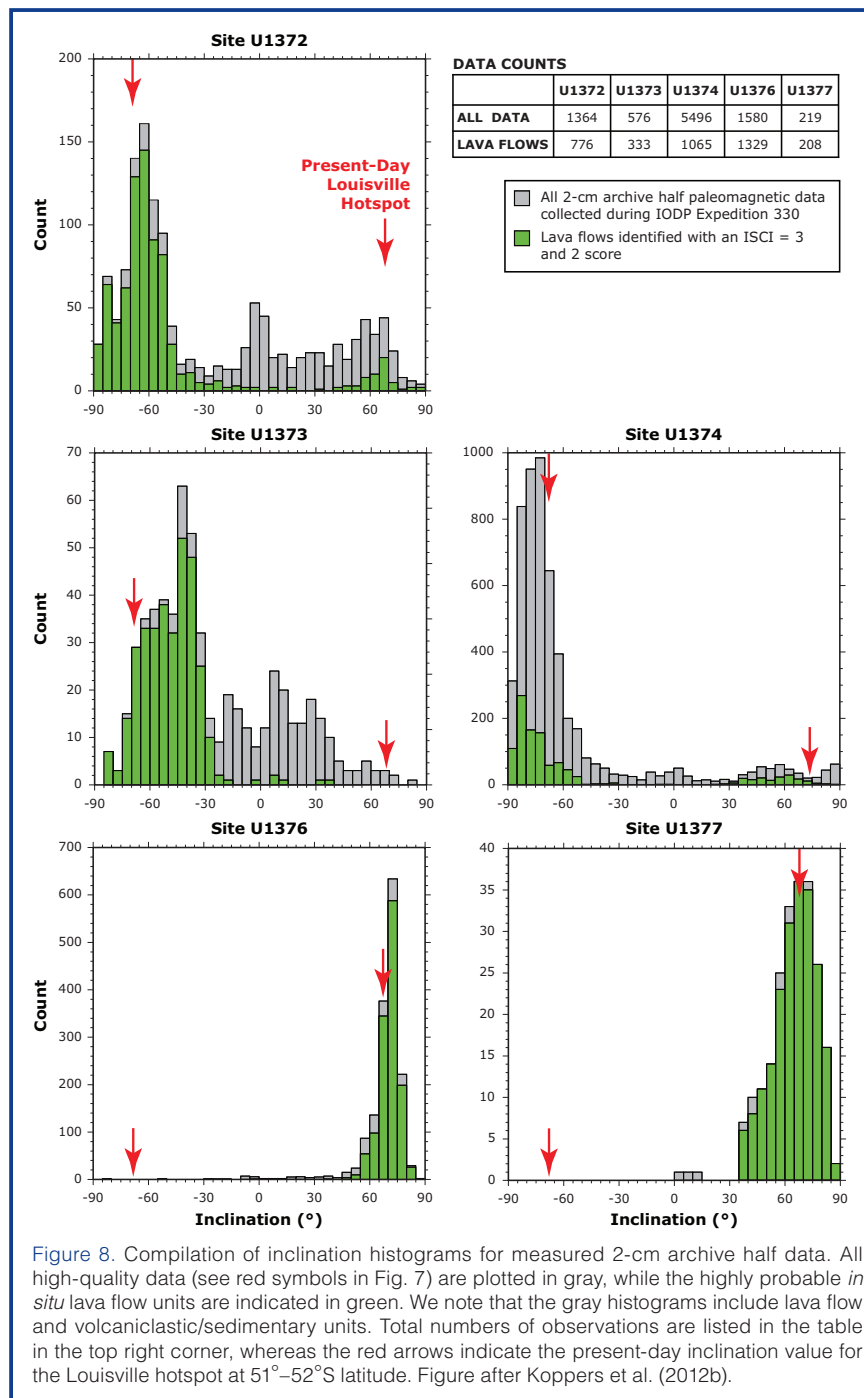 Site U1372
200
150
100
50
0
Count
-90 -60 -30 0 30 60 90
Present-Day
Louisville
Hotspot
DATA COUNTS
U1372 U1373 U1374 U1376 U1377
ALL DATA 1364 576 5496 1580 219
LAVA FLOWS 776 333 1065 1329 208
All 2-cm archive half paleomagnetic data
collected during IODP Expedition 330
Lava flows identified with an ISCI = 3
and 2 score
Site U1373
70
60
50
40
30
20
10
0
Count
-90 -60 -30 0 30 60 90
Site U1374
1000
800
600
400
200
0
-90 -60 -30 0 30 60 90
Site U1376
700
600
500
400
300
200
100
0
Count
-90 -60 -30 0 30 60 90
Inclination (°)
Site U1377
40
35
30
25
20
15
10
5
0
-90 -60 -30 0 30 60 90
Inclination (°)
Figure 8. Compilation of inclination histograms for measured 2-cm archive half data. All
high-quality data (see red symbols in Fig. 7) are plotted in gray, while the highly probable in
situ lava flow units are indicated in green. We note that the gray histograms include lava flow
and volcaniclastic/sedimentary units. Total numbers of observations are listed in the table
in the top right corner, whereas the red arrows indicate the present-day inclination value for
the Louisville hotspot at 51°–52°S latitude. Figure after Koppers et al. (2012b).